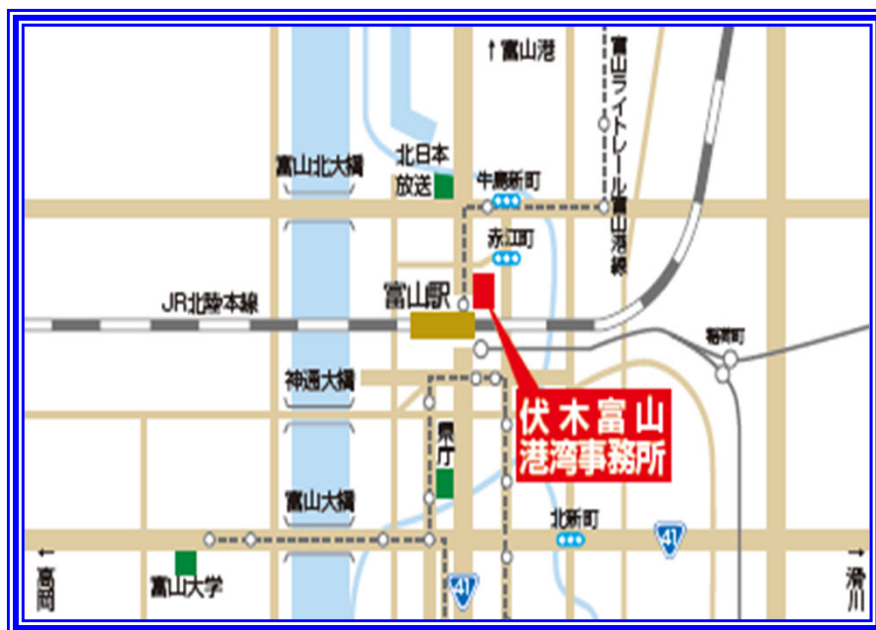 ↑富山港
富山ライトレール富山港線
富山北大橋
北日本
放送
牛島新町
赤江町
JR北陸本線
富山駅
稲荷町
神通大橋
伏木富山
港湾事務所
県庁
富山大橋
北新町
41
←高岡
富山大学
41
→滑川